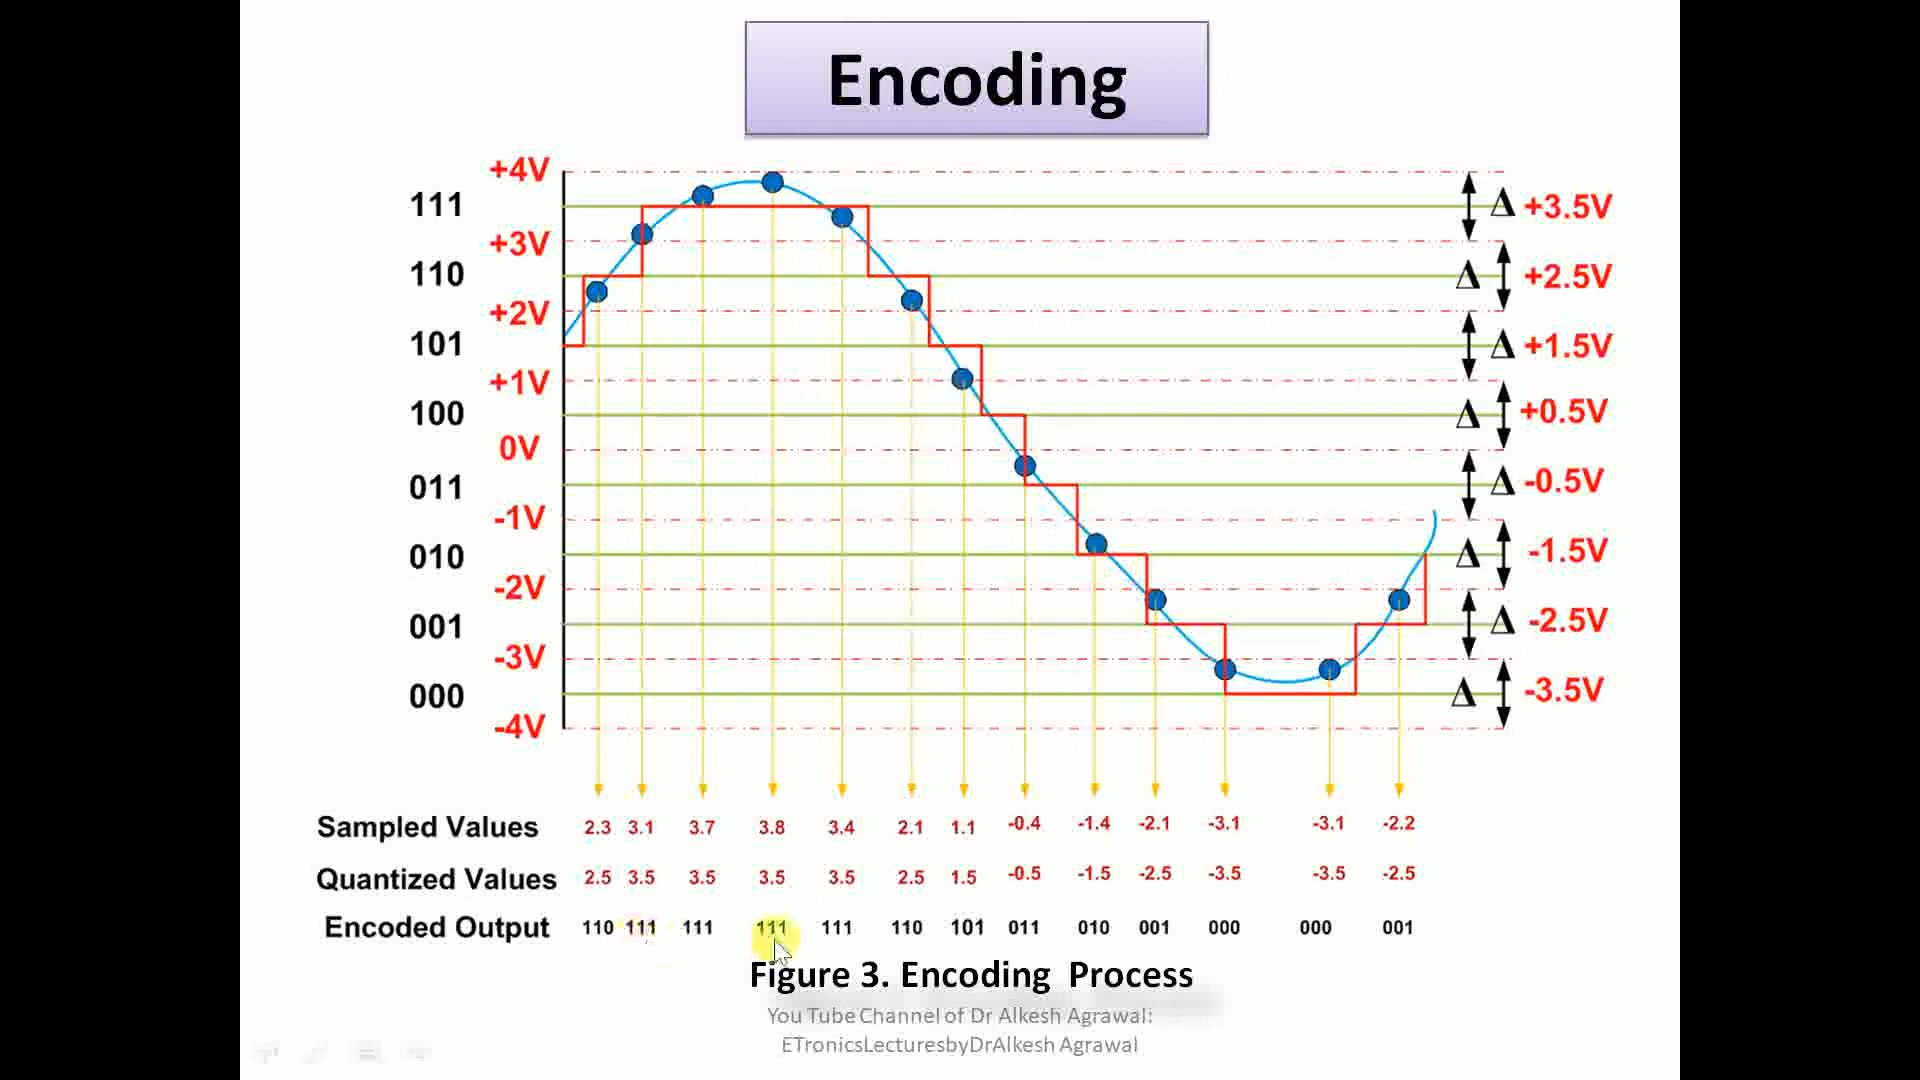 Encoding
+4V
111 Δ +3.5V
+3V
110 Δ +2.5V
+2V
101 Δ +1.5V
+1V
100 Δ +0.5V
0V
011 Δ -0.5V
-1V
010 Δ -1.5V
-2V
001 Δ -2.5V
-3V
000 Δ -3.5V
-4V
Sampled Values 2.3 3.1 3.7 3.8 3.4 2.1 1.1 -0.4 -1.4 -2.1 -3.1 -3.1 -2.2
Quantized Values 2.5 3.5 3.5 3.5 3.5 2.5 1.5 -0.5 -1.5 -2.5 -3.5 -3.5 -2.5
Encoded Output 110 111 111 111 111 110 101 011 010 001 000 000 001
Figure 3. Encoding Process
You Tube Channel of Dr Alkesh Agrawal:
ETronicsLecturesbyDrAlkesh Agrawal